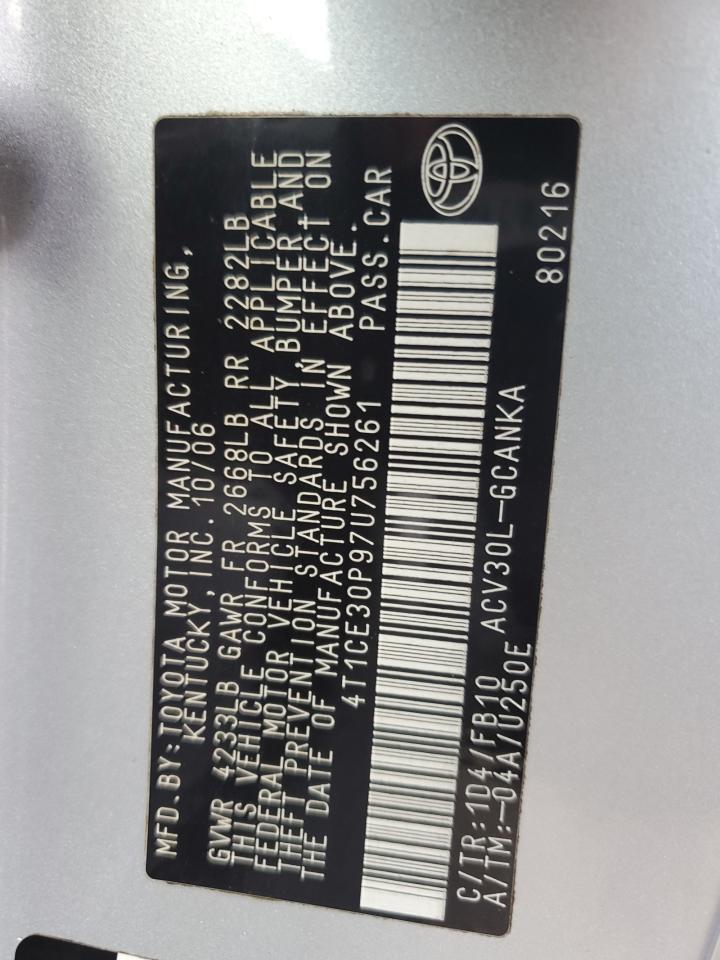 MFD.BY:TOYOTA MOTOR MANUFACTURING,
KENTUCKY, INC. 10/06
GVWR 4233LB GAWR FR 2668LB RR 2282LB
THIS VEHICLE CONFORMS TO ALL APPLICABLE
FEDERAL MOTOR VEHICLE SAFETY, BUMPER AND
THEFT PREVENTION STANDARDS IN EFFECT ON
THE DATE OF MANUFACTURE SHOWN ABOVE.
4T1CE30P97U756261 PASS.CAR
C/TR:1D4/FB10 ACV30L-GCANKA
A/TM:-04A/U250E
80216